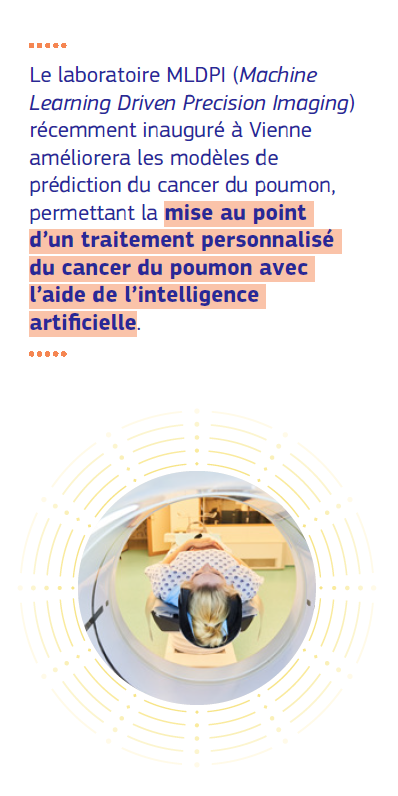 Le laboratoire MLDPI (Machine
Learning Driven Precision Imaging)
récemment inauguré à Vienne
améliorera les modèles de
prédiction du cancer du poumon,
permettant la mise au point
d’un traitement personnalisé
du cancer du poumon avec
l’aide de l’intelligence
artificielle.